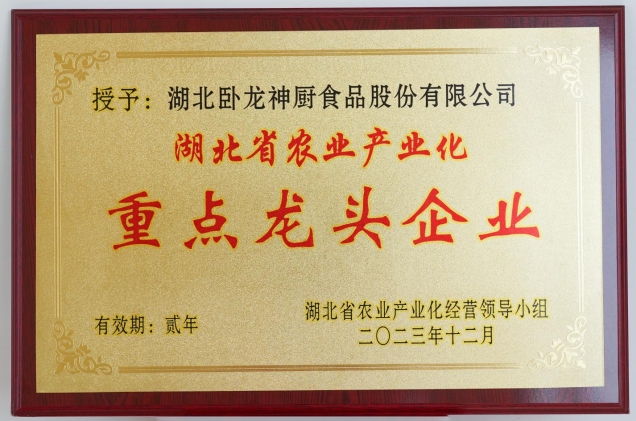 授予：湖北卧龙神厨食品股份有限公司
湖北省农业产业化
重点龙头企业
有效期：贰年
湖北省农业产业化经营领导小组
二〇二三年十二月